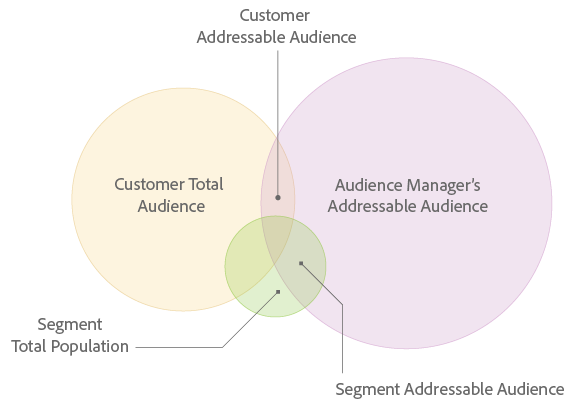 Customer
Addressable Audience
Customer Total
Audience
Audience Manager's
Addressable Audience
Segment
Total Population
Segment Addressable Audience